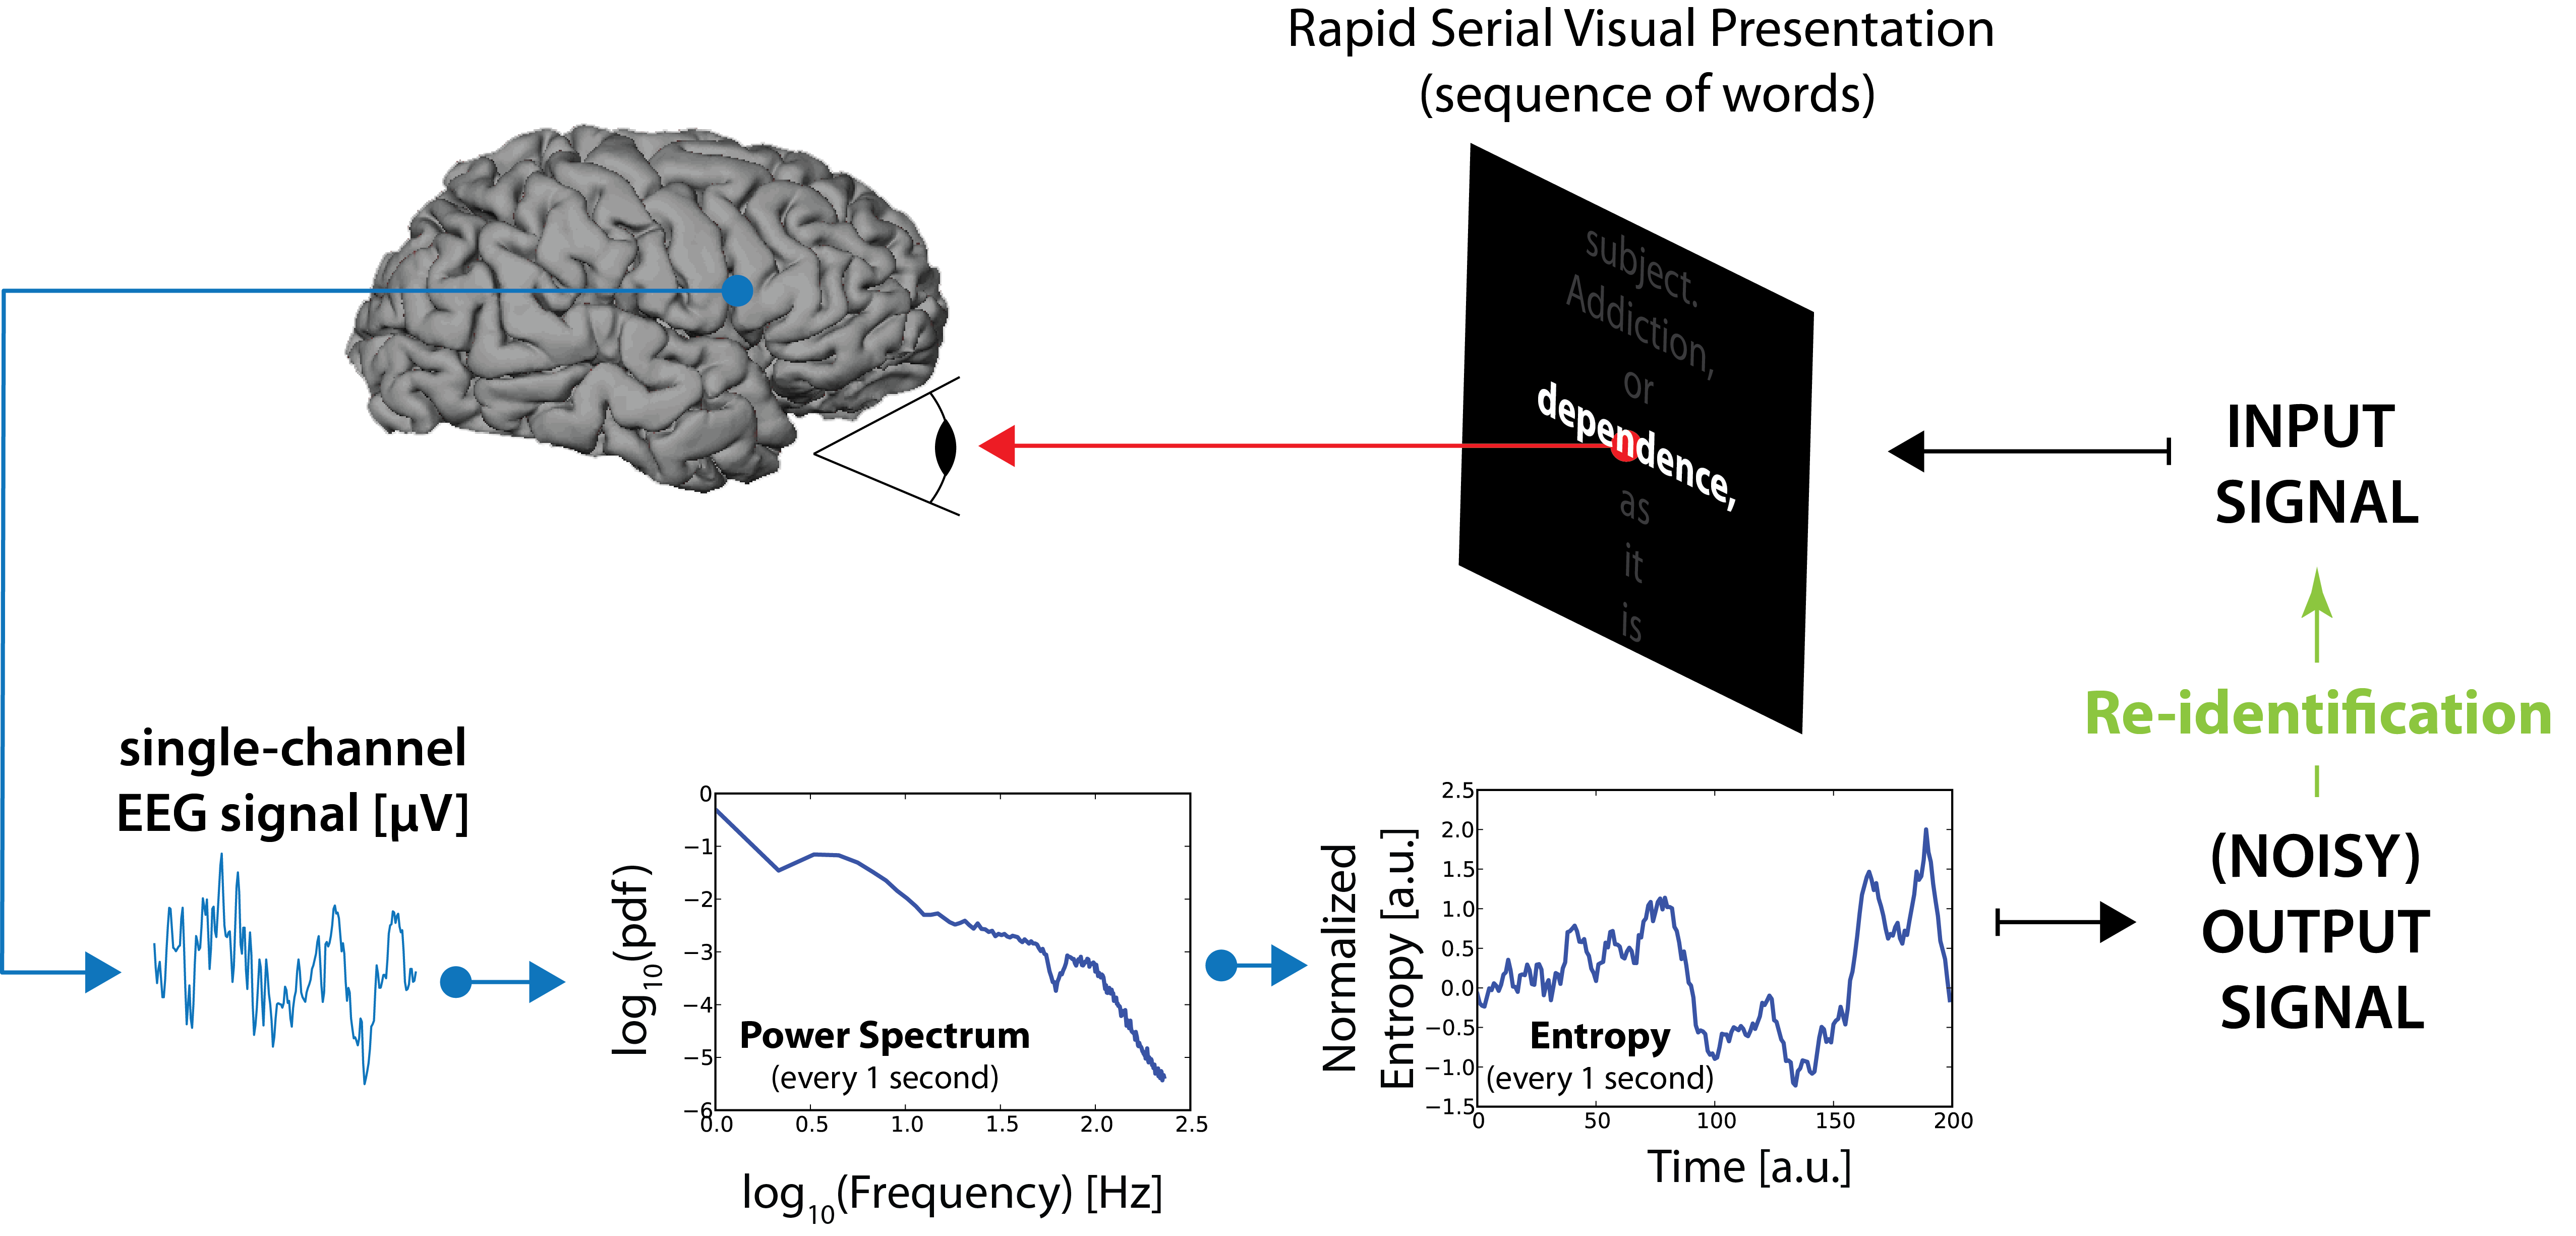 Rapid Serial Visual Presentation
(sequence of words)
subject.
Addiction,
or
dependence,
as
it
is
INPUT
SIGNAL
Re-identification
(NOISY)
OUTPUT
SIGNAL
single-channel
EEG signal [µV]
log10(pdf)
0
−1
−2
−3
−4
−5
−6
Power Spectrum
(every 1 second)
0.0
0.5
1.0
1.5
2.0
2.5
log10(Frequency) [Hz]
Normalized
Entropy [a.u.]
2.5
2.0
1.5
1.0
0.5
0.0
−0.5
−1.0
−1.5
Entropy
(every 1 second)
0
50
100
150
200
Time [a.u.]